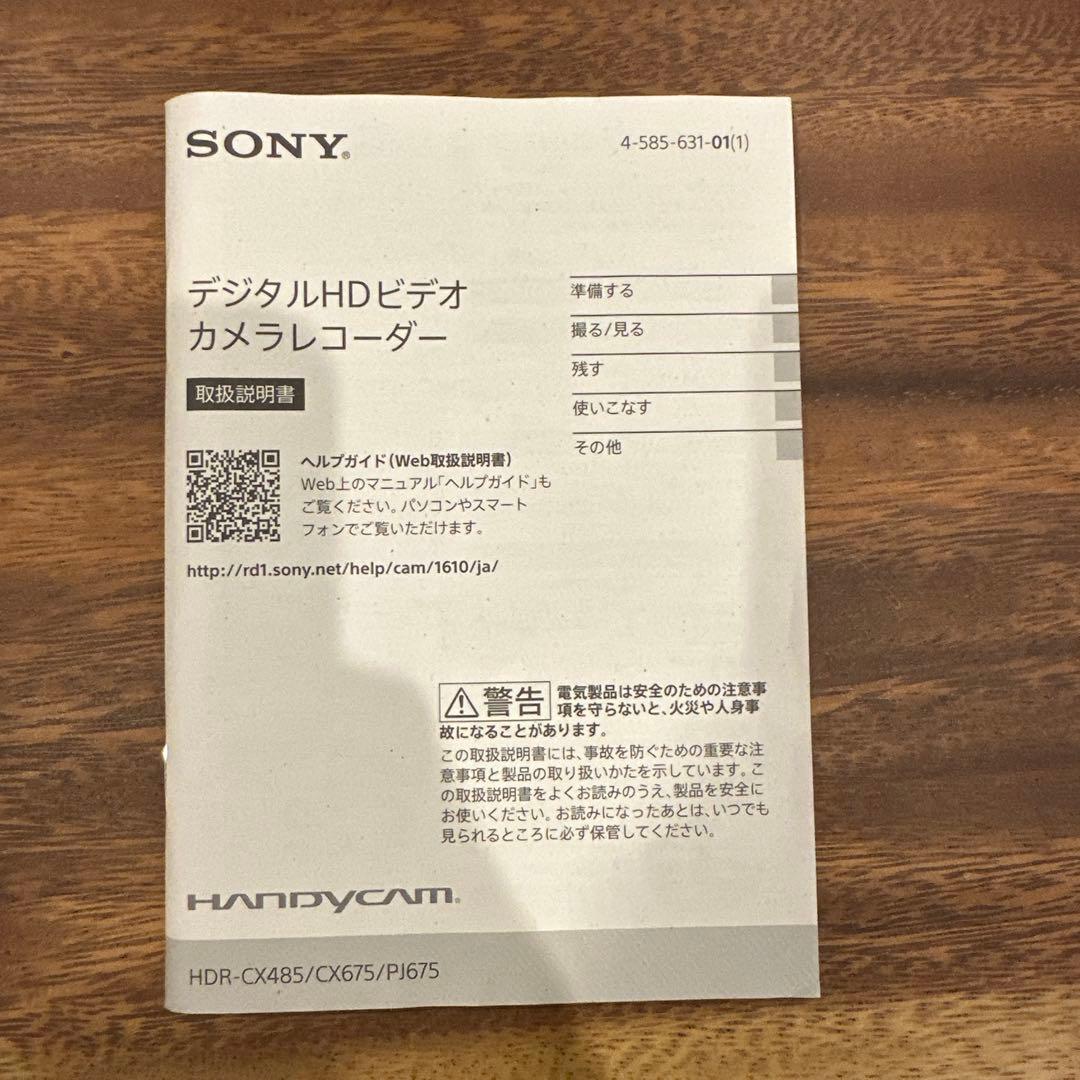 SONY®
4-585-631-01(1)
デジタルHDビデオ
カメラレコーダー
取扱説明書
ヘルプガイド(Web取扱説明書)
Web上のマニュアル「ヘルプガイド」も
ご覧ください。パソコンやスマート
フォンでご覧いただけます。
http://rd1.sony.net/help/cam/1610/ja/
準備する
撮る/見る
残す
使いこなす
その他
警告 電気製品は安全のための注意事
項を守らないと、火災や人身事
故になることがあります。
この取扱説明書には、事故を防ぐための重要な注
意事項と製品の取り扱いかたを示しています。こ
の取扱説明書をよくお読みのうえ、製品を安全に
お使いください。お読みになったあとは、いつでも
見られるところに必ず保管してください。
HANDYCAM®
HDR-CX485/CX675/PJ675